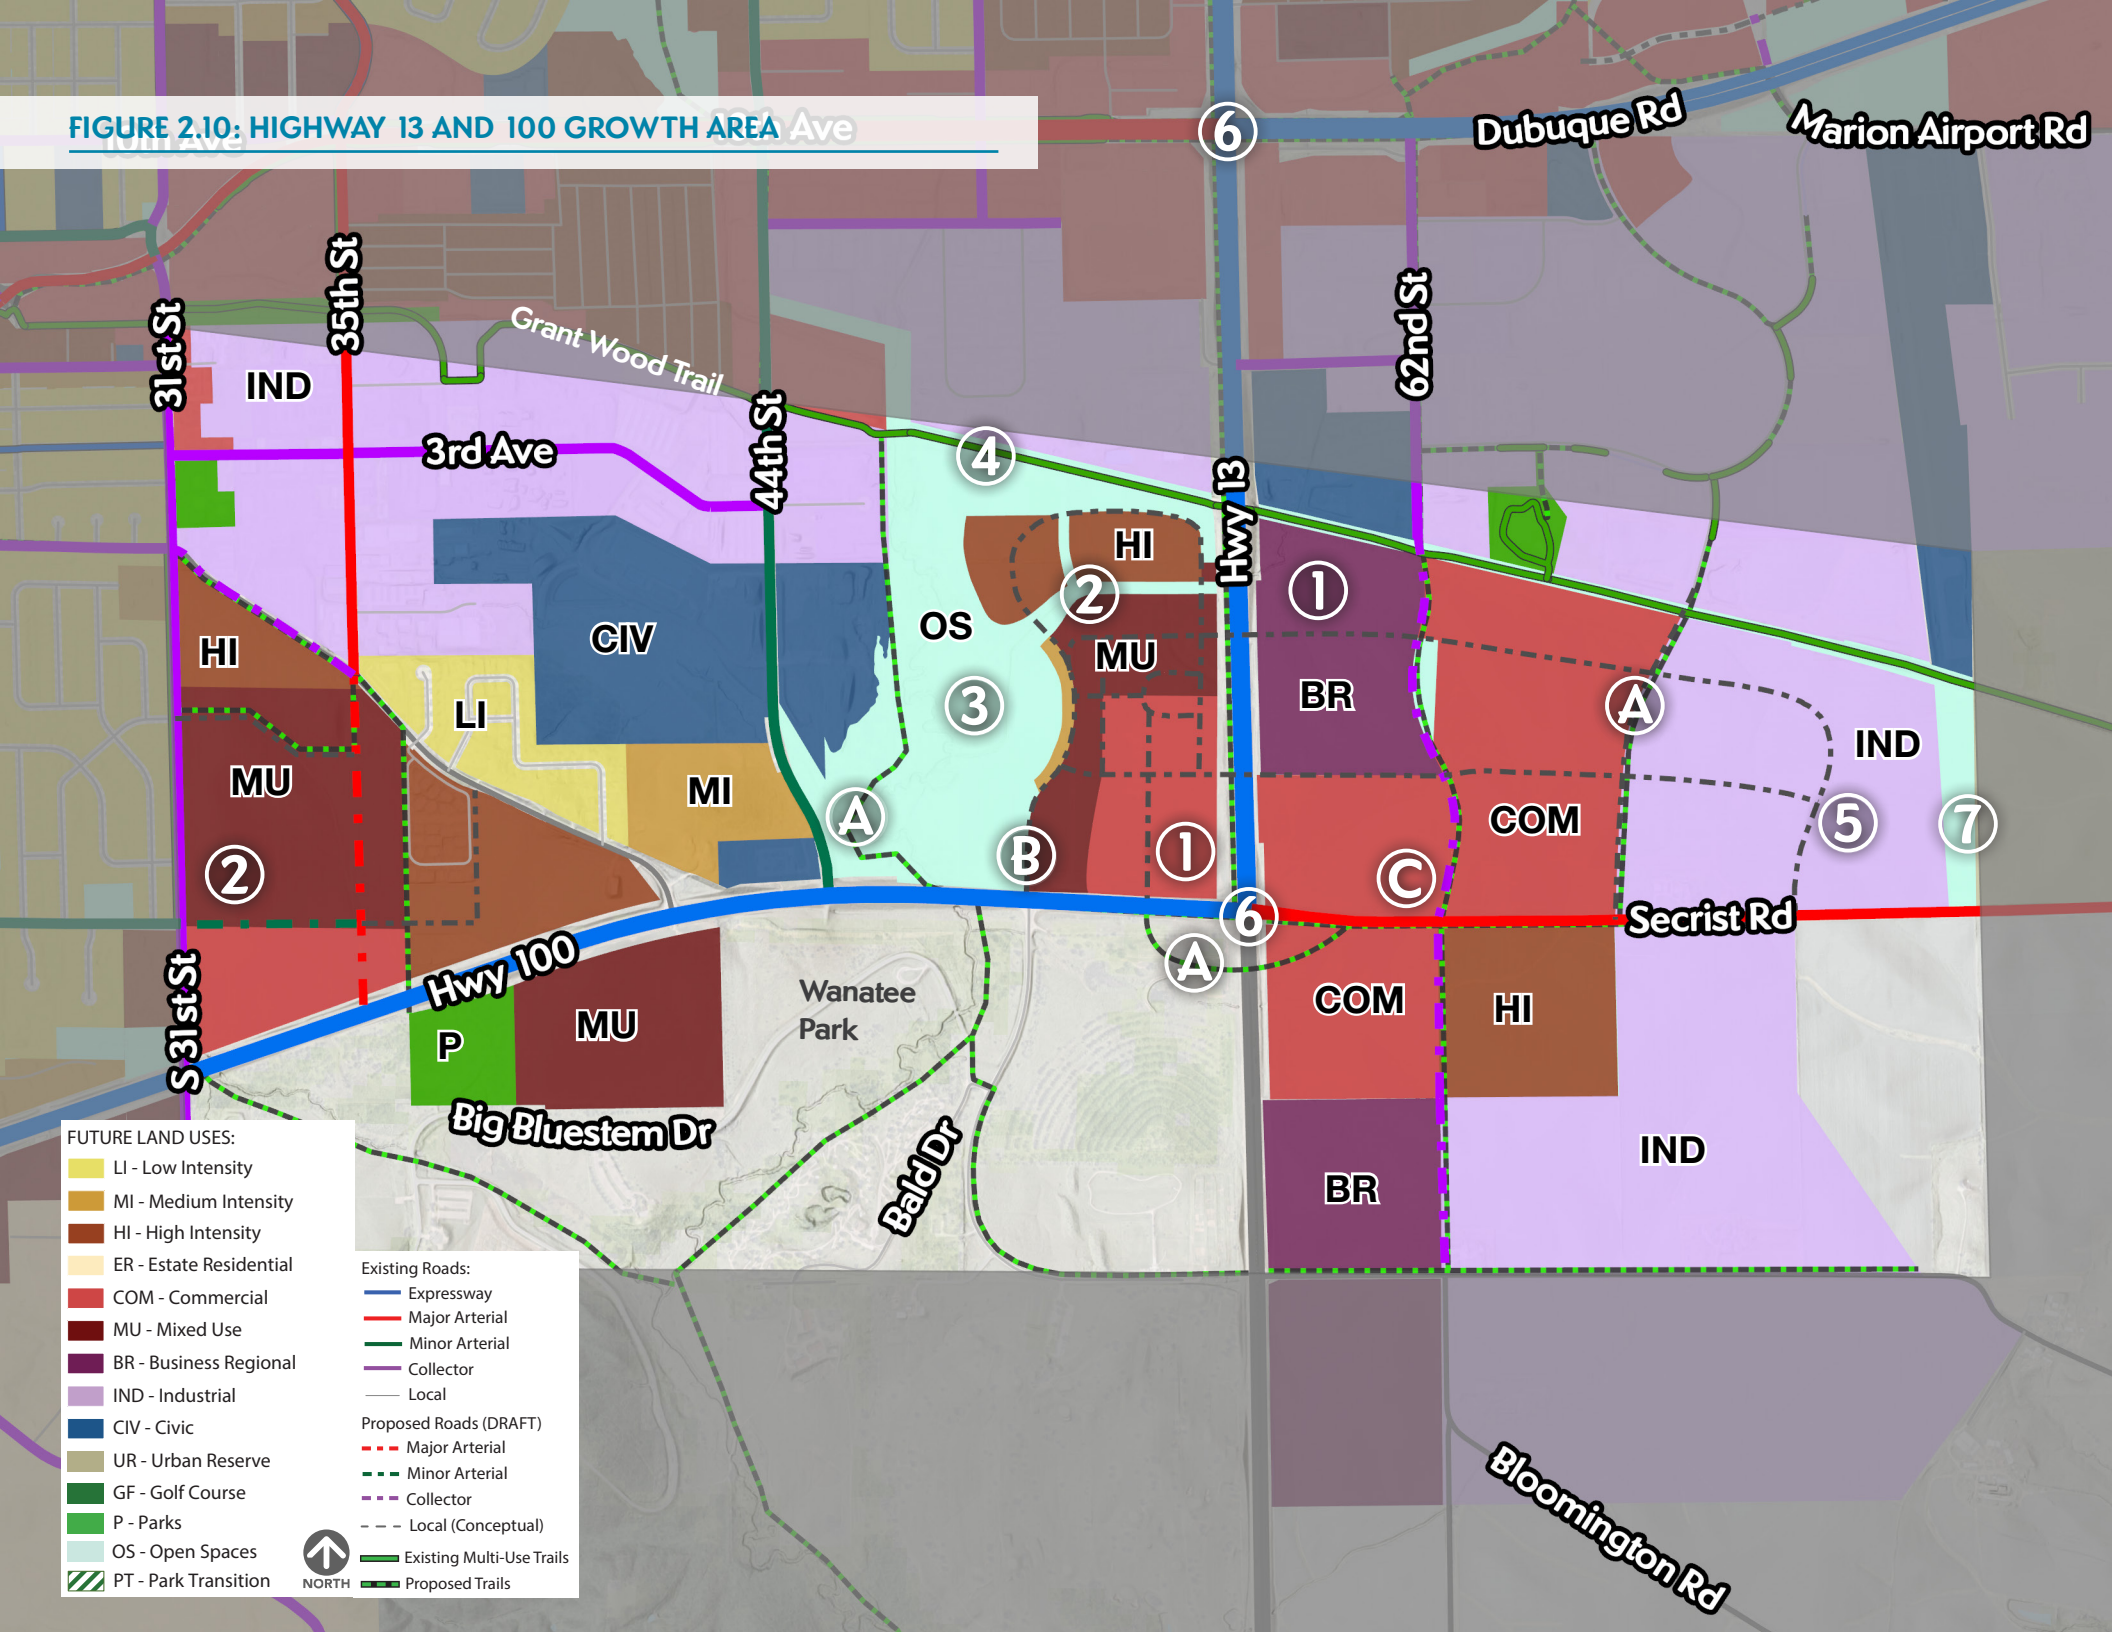 FIGURE 2.10: HIGHWAY 13 AND 100 GROWTH AREA
10th Ave
Ave
6
Dubuque Rd
Marion Airport Rd
31st St
35th St
Grant Wood Trail
62nd St
IND
3rd Ave
44th St
4
Hwy 13
HI
2
1
HI
CIV
OS
MU
BR
LI
3
A
IND
MU
MI
A
B
1
COM
5
7
2
C
6
Secrist Rd
S 31st St
Hwy 100
A
Wanatee
Park
COM
HI
P
MU
Big Bluestem Dr
Bald Dr
BR
IND
Bloomington Rd
FUTURE LAND USES:
LI - Low Intensity
MI - Medium Intensity
HI - High Intensity
ER - Estate Residential
COM - Commercial
MU - Mixed Use
BR - Business Regional
IND - Industrial
CIV - Civic
UR - Urban Reserve
GF - Golf Course
P - Parks
OS - Open Spaces
PT - Park Transition
NORTH
Existing Roads:
Expressway
Major Arterial
Minor Arterial
Collector
Local
Proposed Roads (DRAFT)
Major Arterial
Minor Arterial
Collector
Local (Conceptual)
Existing Multi-Use Trails
Proposed Trails